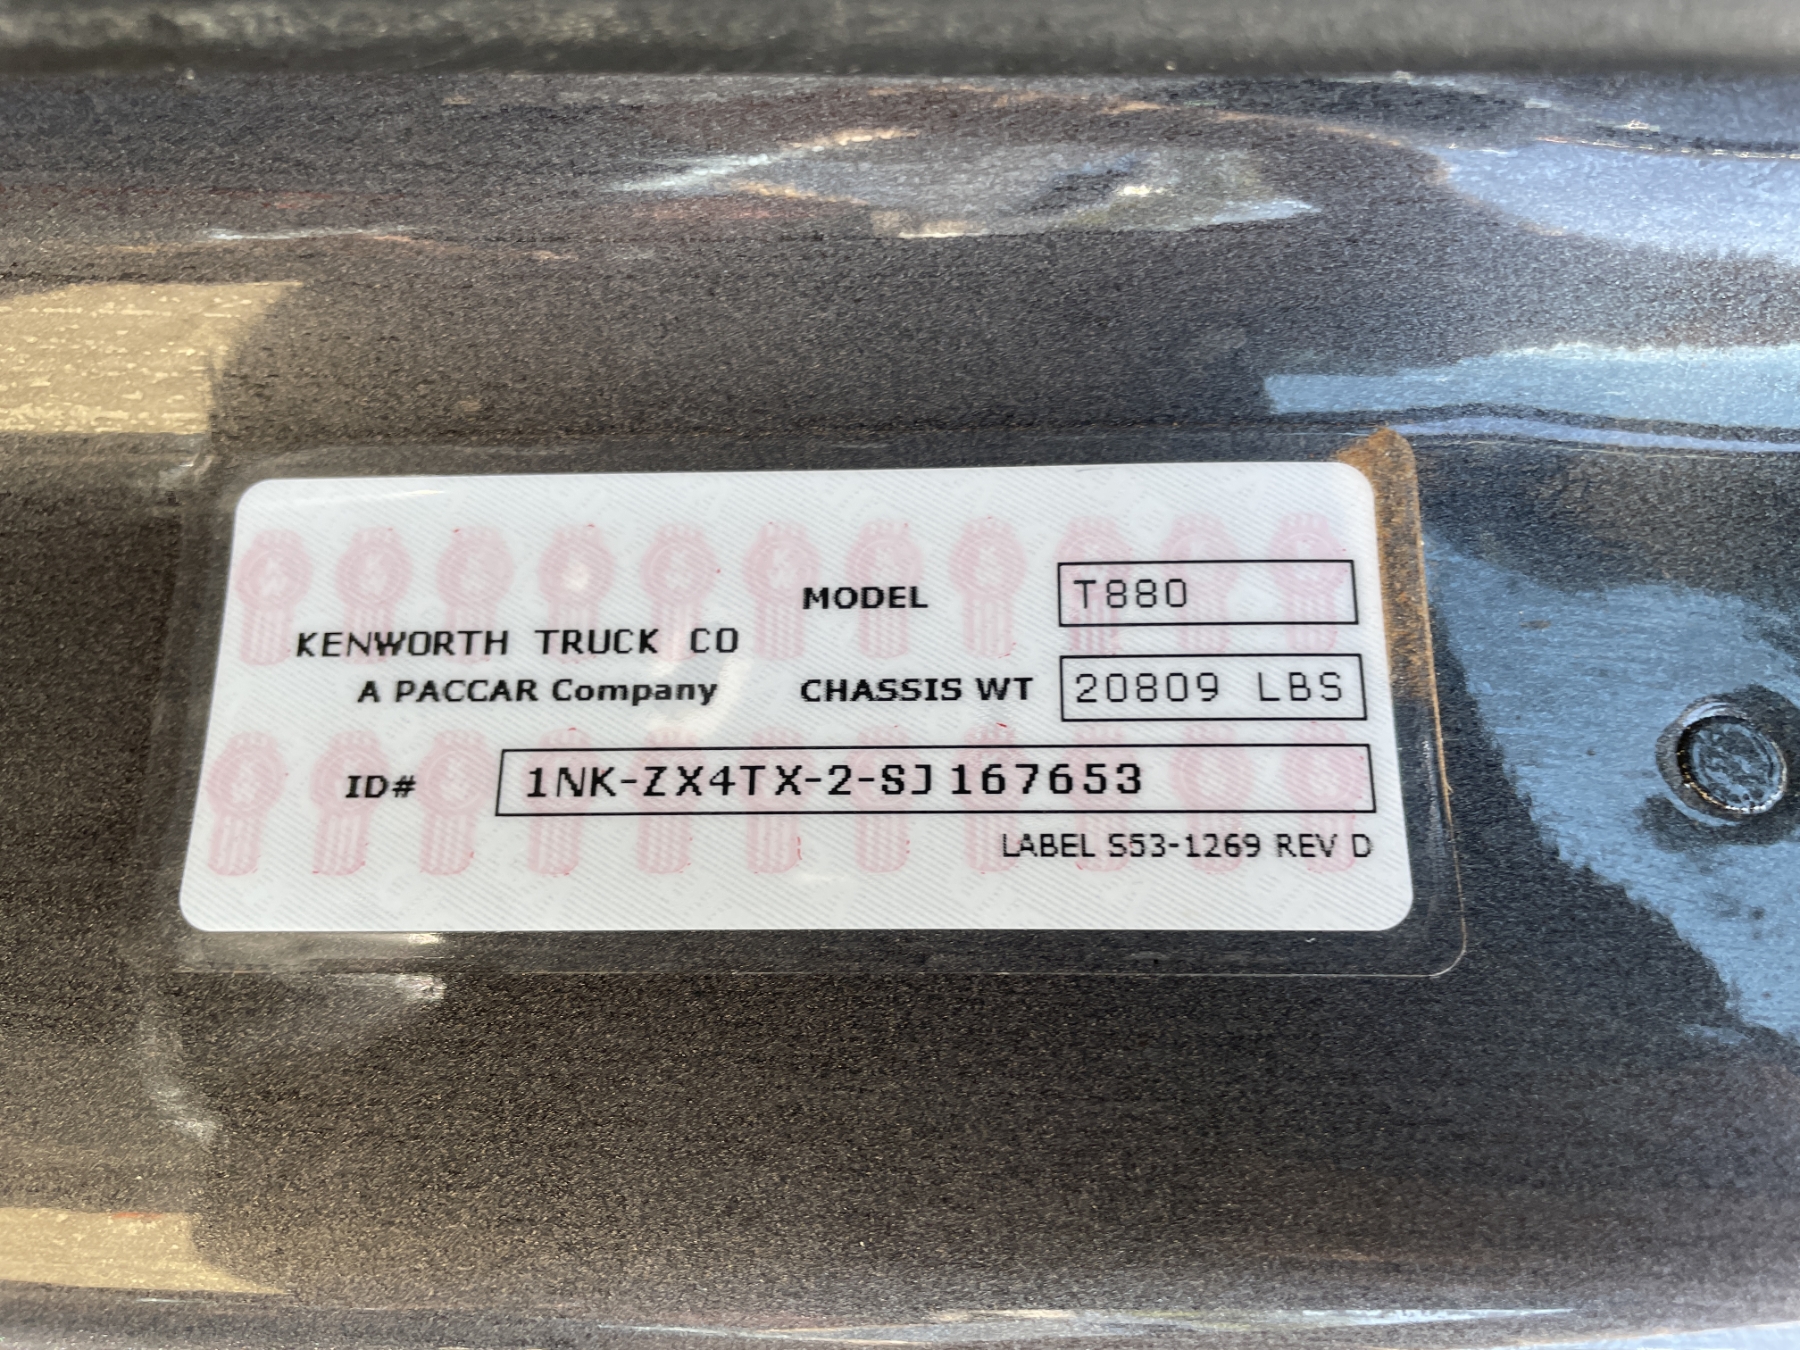 MODEL T880
KENWORTH TRUCK CO
A PACCAR Company CHASSIS WT 20809 LBS
ID# 1NK-ZX4TX-2-SJ167653
LABEL S53-1269 REV D